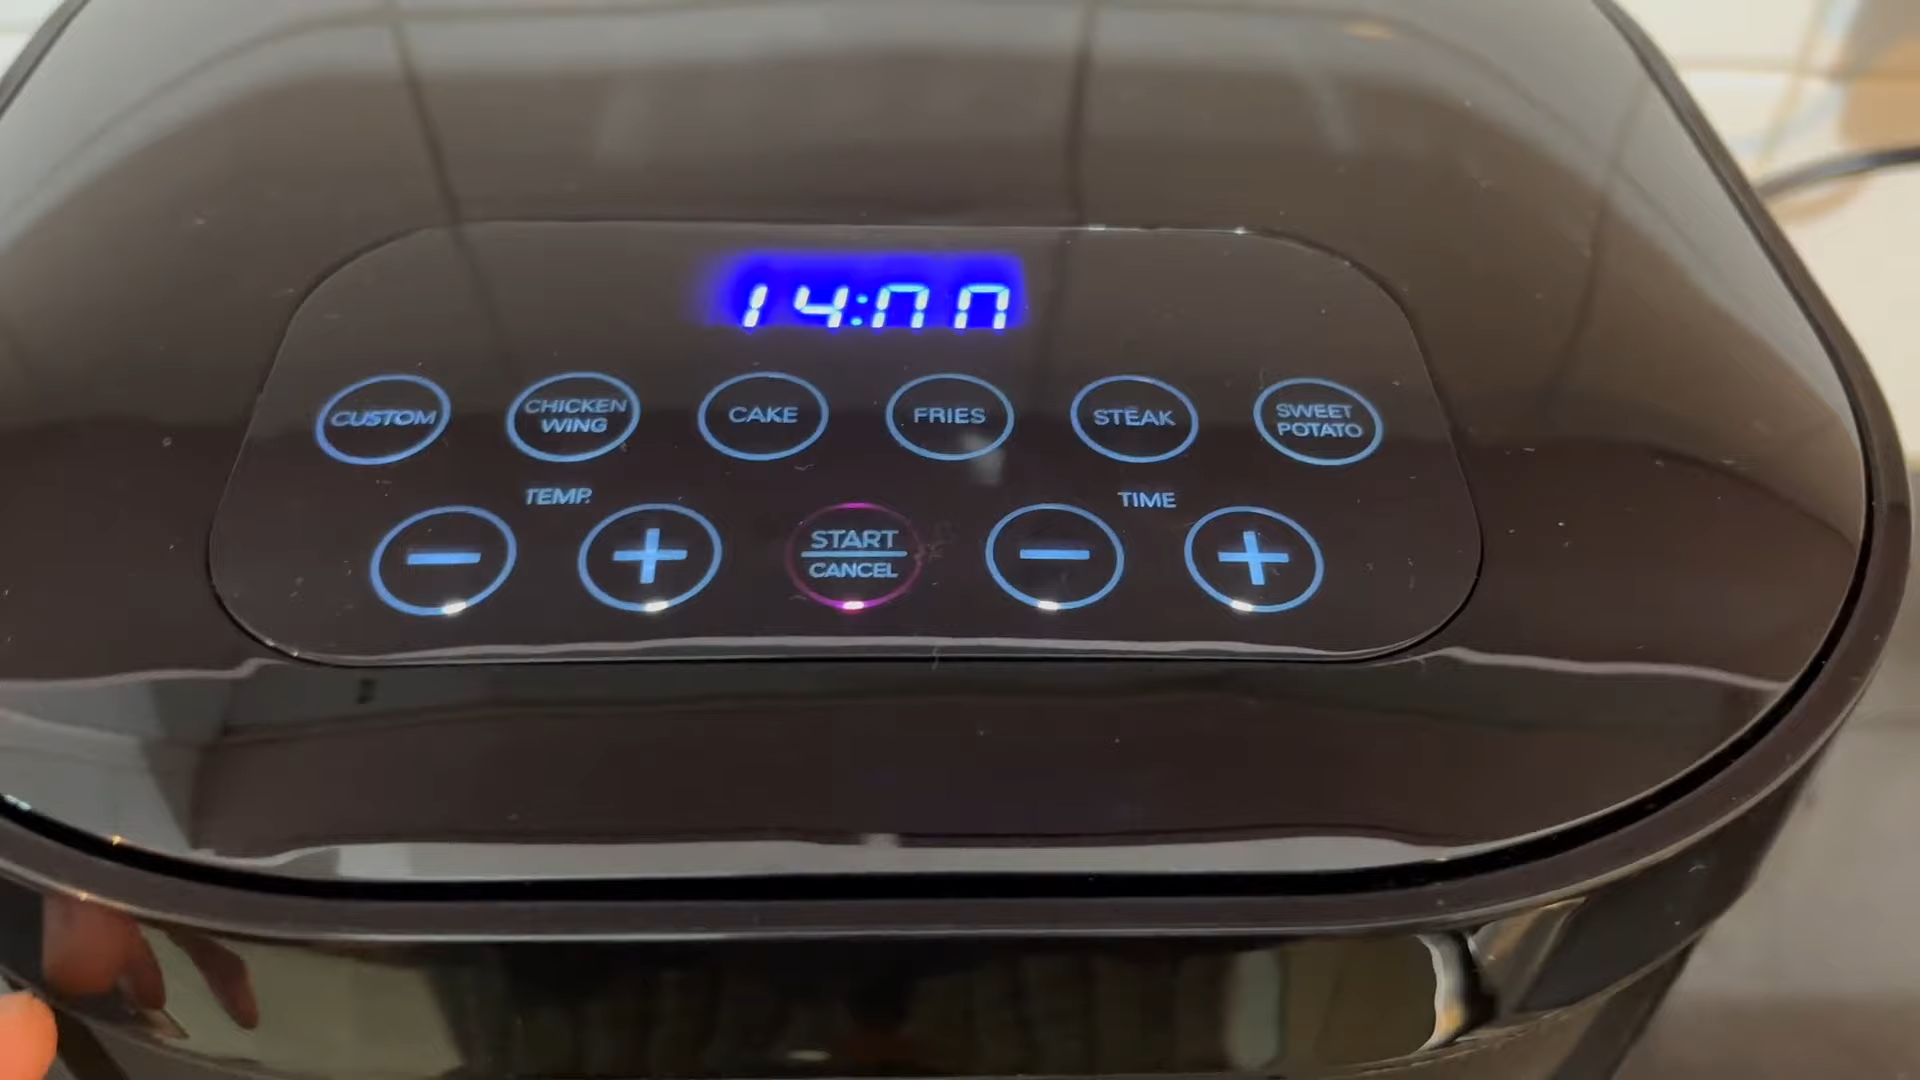 14:00
CUSTOM
CHICKEN
WING
CAKE
FRIES
STEAK
SWEET
POTATO
TEMP.
TIME
− +
START
CANCEL
− +